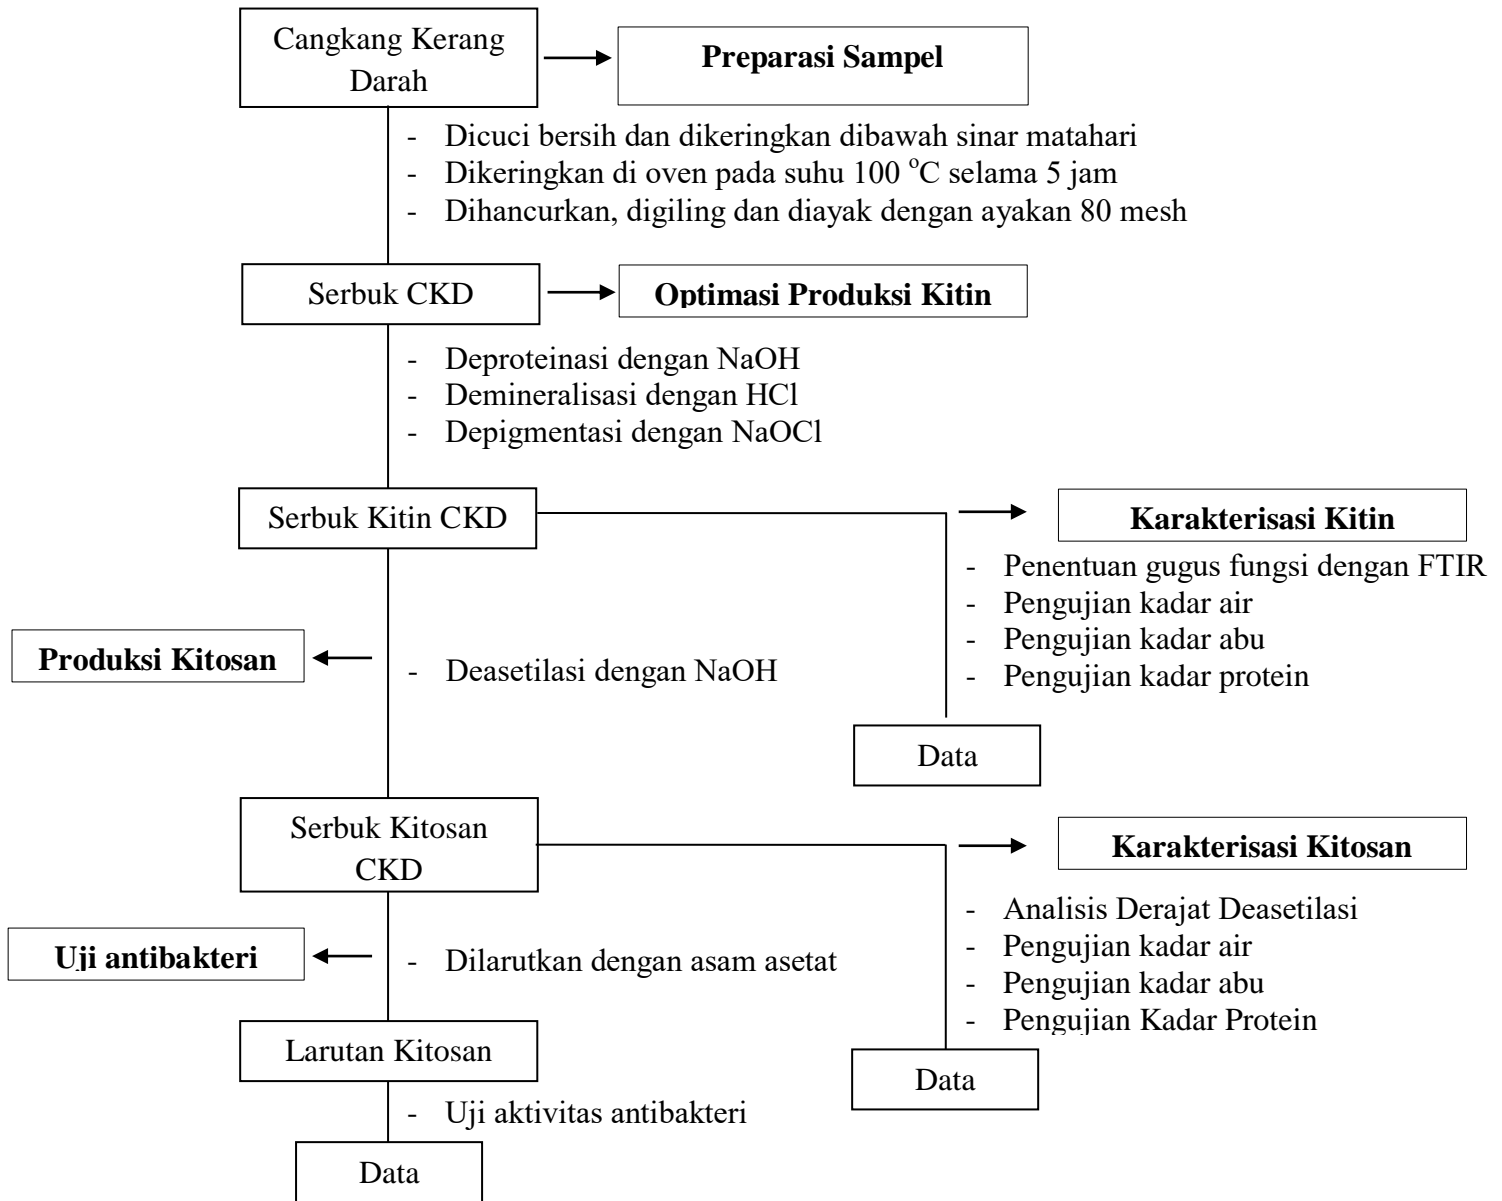 Cangkang Kerang
Darah
Preparasi Sampel
- Dicuci bersih dan dikeringkan dibawah sinar matahari
- Dikeringkan di oven pada suhu 100 °C selama 5 jam
- Dihancurkan, digiling dan diayak dengan ayakan 80 mesh
Serbuk CKD
Optimasi Produksi Kitin
- Deproteinasi dengan NaOH
- Demineralisasi dengan HCl
- Depigmentasi dengan NaOCl
Serbuk Kitin CKD
Karakterisasi Kitin
- Penentuan gugus fungsi dengan FTIR
- Pengujian kadar air
- Pengujian kadar abu
- Pengujian kadar protein
Data
Produksi Kitosan
- Deasetilasi dengan NaOH
Serbuk Kitosan
CKD
Karakterisasi Kitosan
- Analisis Derajat Deasetilasi
- Pengujian kadar air
- Pengujian kadar abu
- Pengujian Kadar Protein
Data
Uji antibakteri
- Dilarutkan dengan asam asetat
Larutan Kitosan
- Uji aktivitas antibakteri
Data